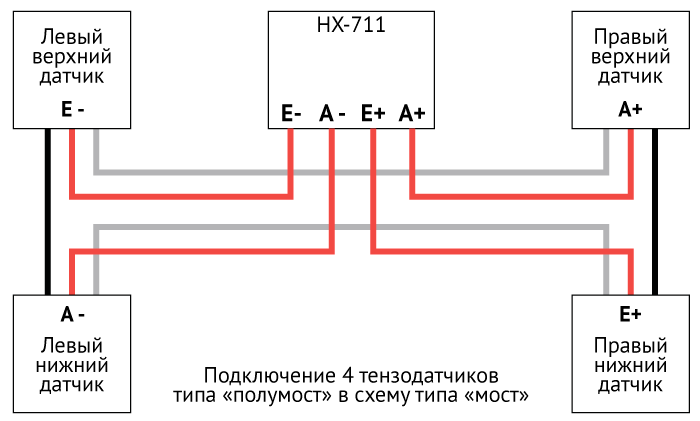 Левый
верхний
датчик
E -
HX-711
E- A - E+ A+
Правый
верхний
датчик
A+
A -
Левый
нижний
датчик
E+
Правый
нижний
датчик
Подключение 4 тензодатчиков
типа «полумост» в схему типа «мост»